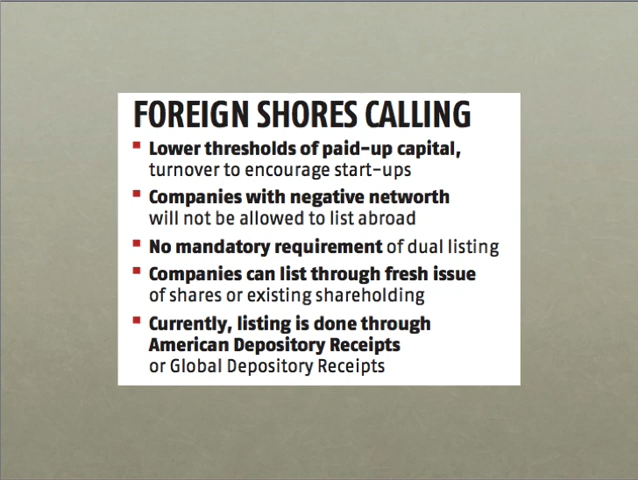 FOREIGN SHORES CALLING
Lower thresholds of paid-up capital,
turnover to encourage start-ups
Companies with negative networth
will not be allowed to list abroad
No mandatory requirement of dual listing
Companies can list through fresh issue
of shares or existing shareholding
Currently, listing is done through
American Depository Receipts
or Global Depository Receipts